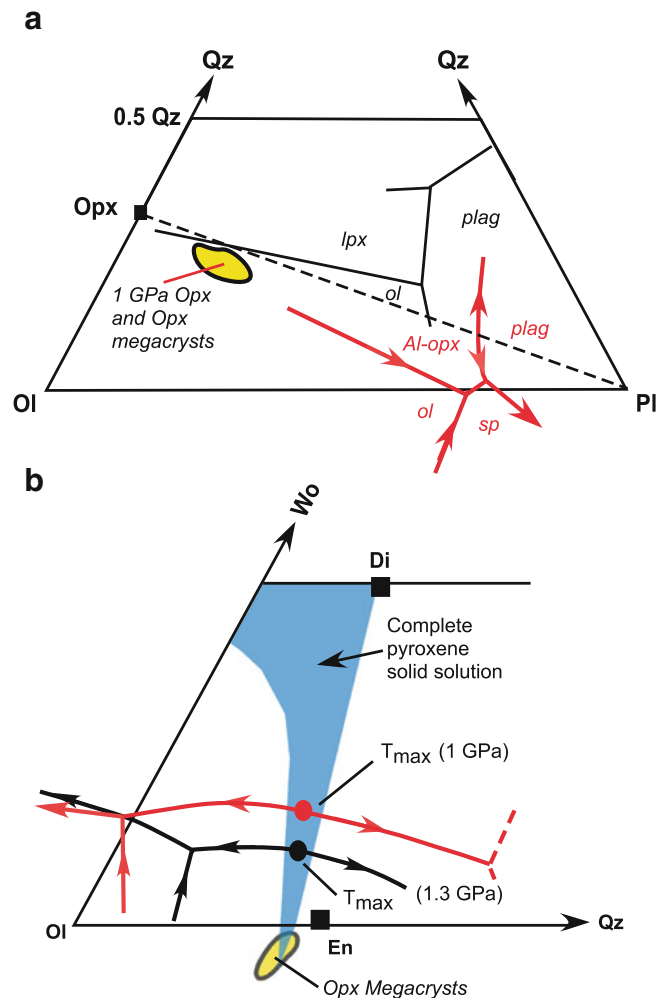 a
Qz
Qz
0.5 Qz
Opx
lpx
plag
ol
1 GPa Opx
and Opx
megacrysts
Al-opx
plag
Ol
ol
sp
Pl
b
Wo
Di
Complete
pyroxene
solid solution
Tmax (1 GPa)
Tmax (1.3 GPa)
Ol
En
Qz
Opx Megacrysts